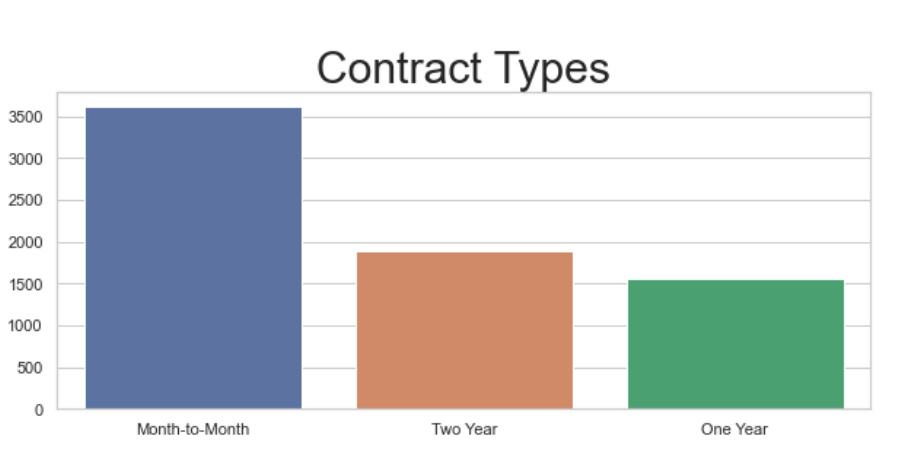 Contract Types
3500
3000
2500
2000
1500
1000
500
0
Month-to-Month
Two Year
One Year